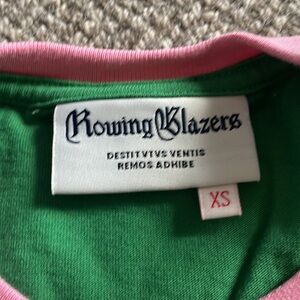 Rowing Blazers
DESTITVTVS VENTIS
REMOS ADHIBE
XS